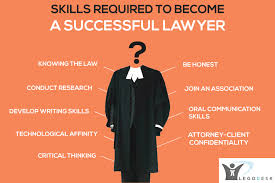 SKILLS REQUIRED TO BECOME
A SUCCESSFUL LAWYER
?
KNOWING THE LAW
CONDUCT RESEARCH
DEVELOP WRITING SKILLS
TECHNOLOGICAL AFFINITY
CRITICAL THINKING
BE HONEST
JOIN AN ASSOCIATION
ORAL COMMUNICATION
SKILLS
ATTORNEY-CLIENT
CONFIDENTIALITY
LEGODESK